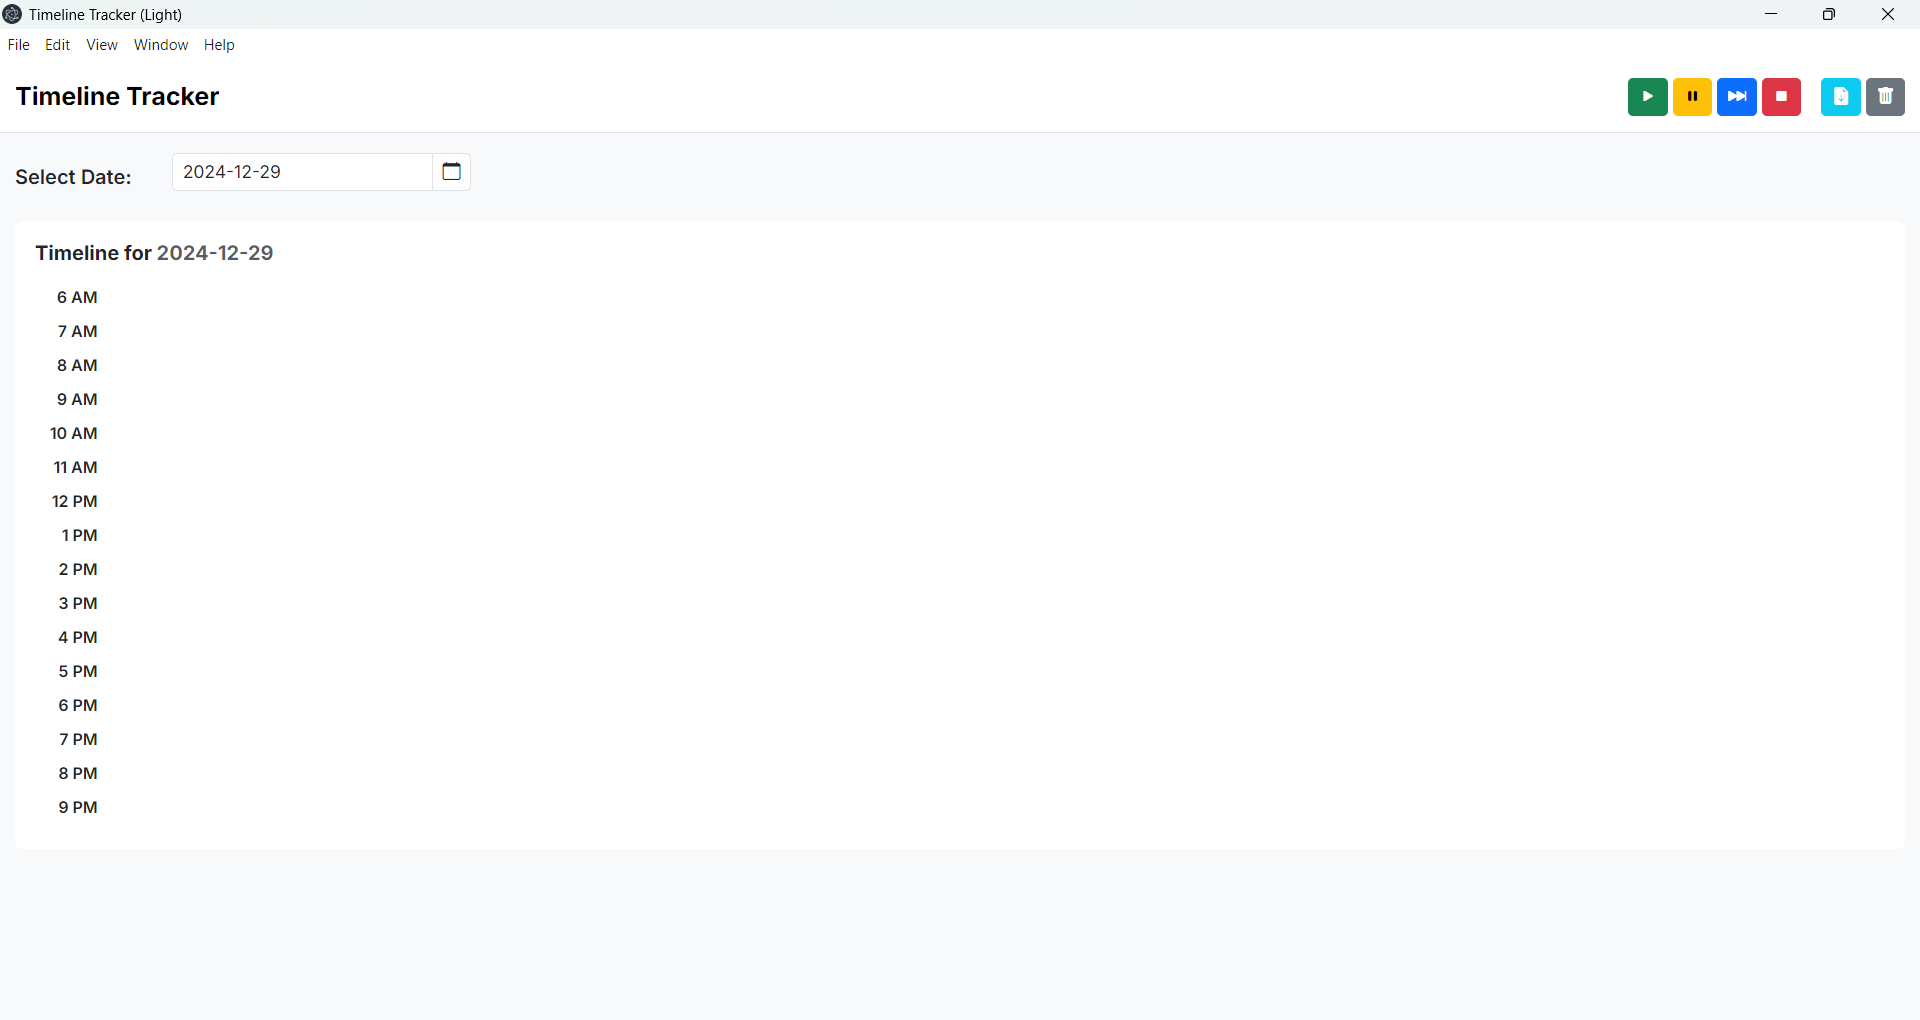 Timeline Tracker (Light)
File Edit View Window Help
Timeline Tracker
Select Date: 2024-12-29
Timeline for 2024-12-29
6 AM
7 AM
8 AM
9 AM
10 AM
11 AM
12 PM
1 PM
2 PM
3 PM
4 PM
5 PM
6 PM
7 PM
8 PM
9 PM